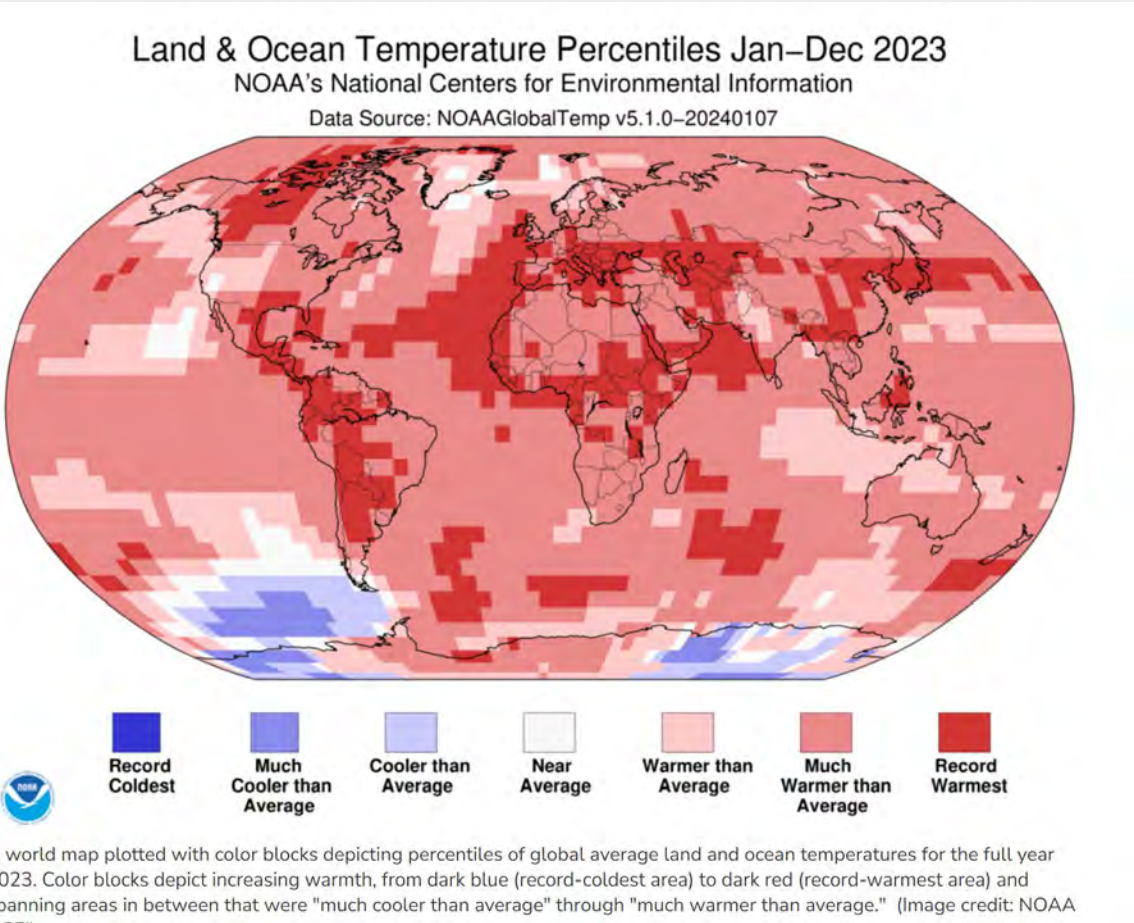 Land & Ocean Temperature Percentiles Jan–Dec 2023
NOAA's National Centers for Environmental Information
Data Source: NOAAGlobalTemp v5.1.0–20240107
Record
Coldest
Much
Cooler than
Average
Cooler than
Average
Near
Average
Warmer than
Average
Much
Warmer than
Average
Record
Warmest
noaa
world map plotted with color blocks depicting percentiles of global average land and ocean temperatures for the full year
023. Color blocks depict increasing warmth, from dark blue (record-coldest area) to dark red (record-warmest area) and
panning areas in between that were "much cooler than average" through "much warmer than average." (Image credit: NOAA